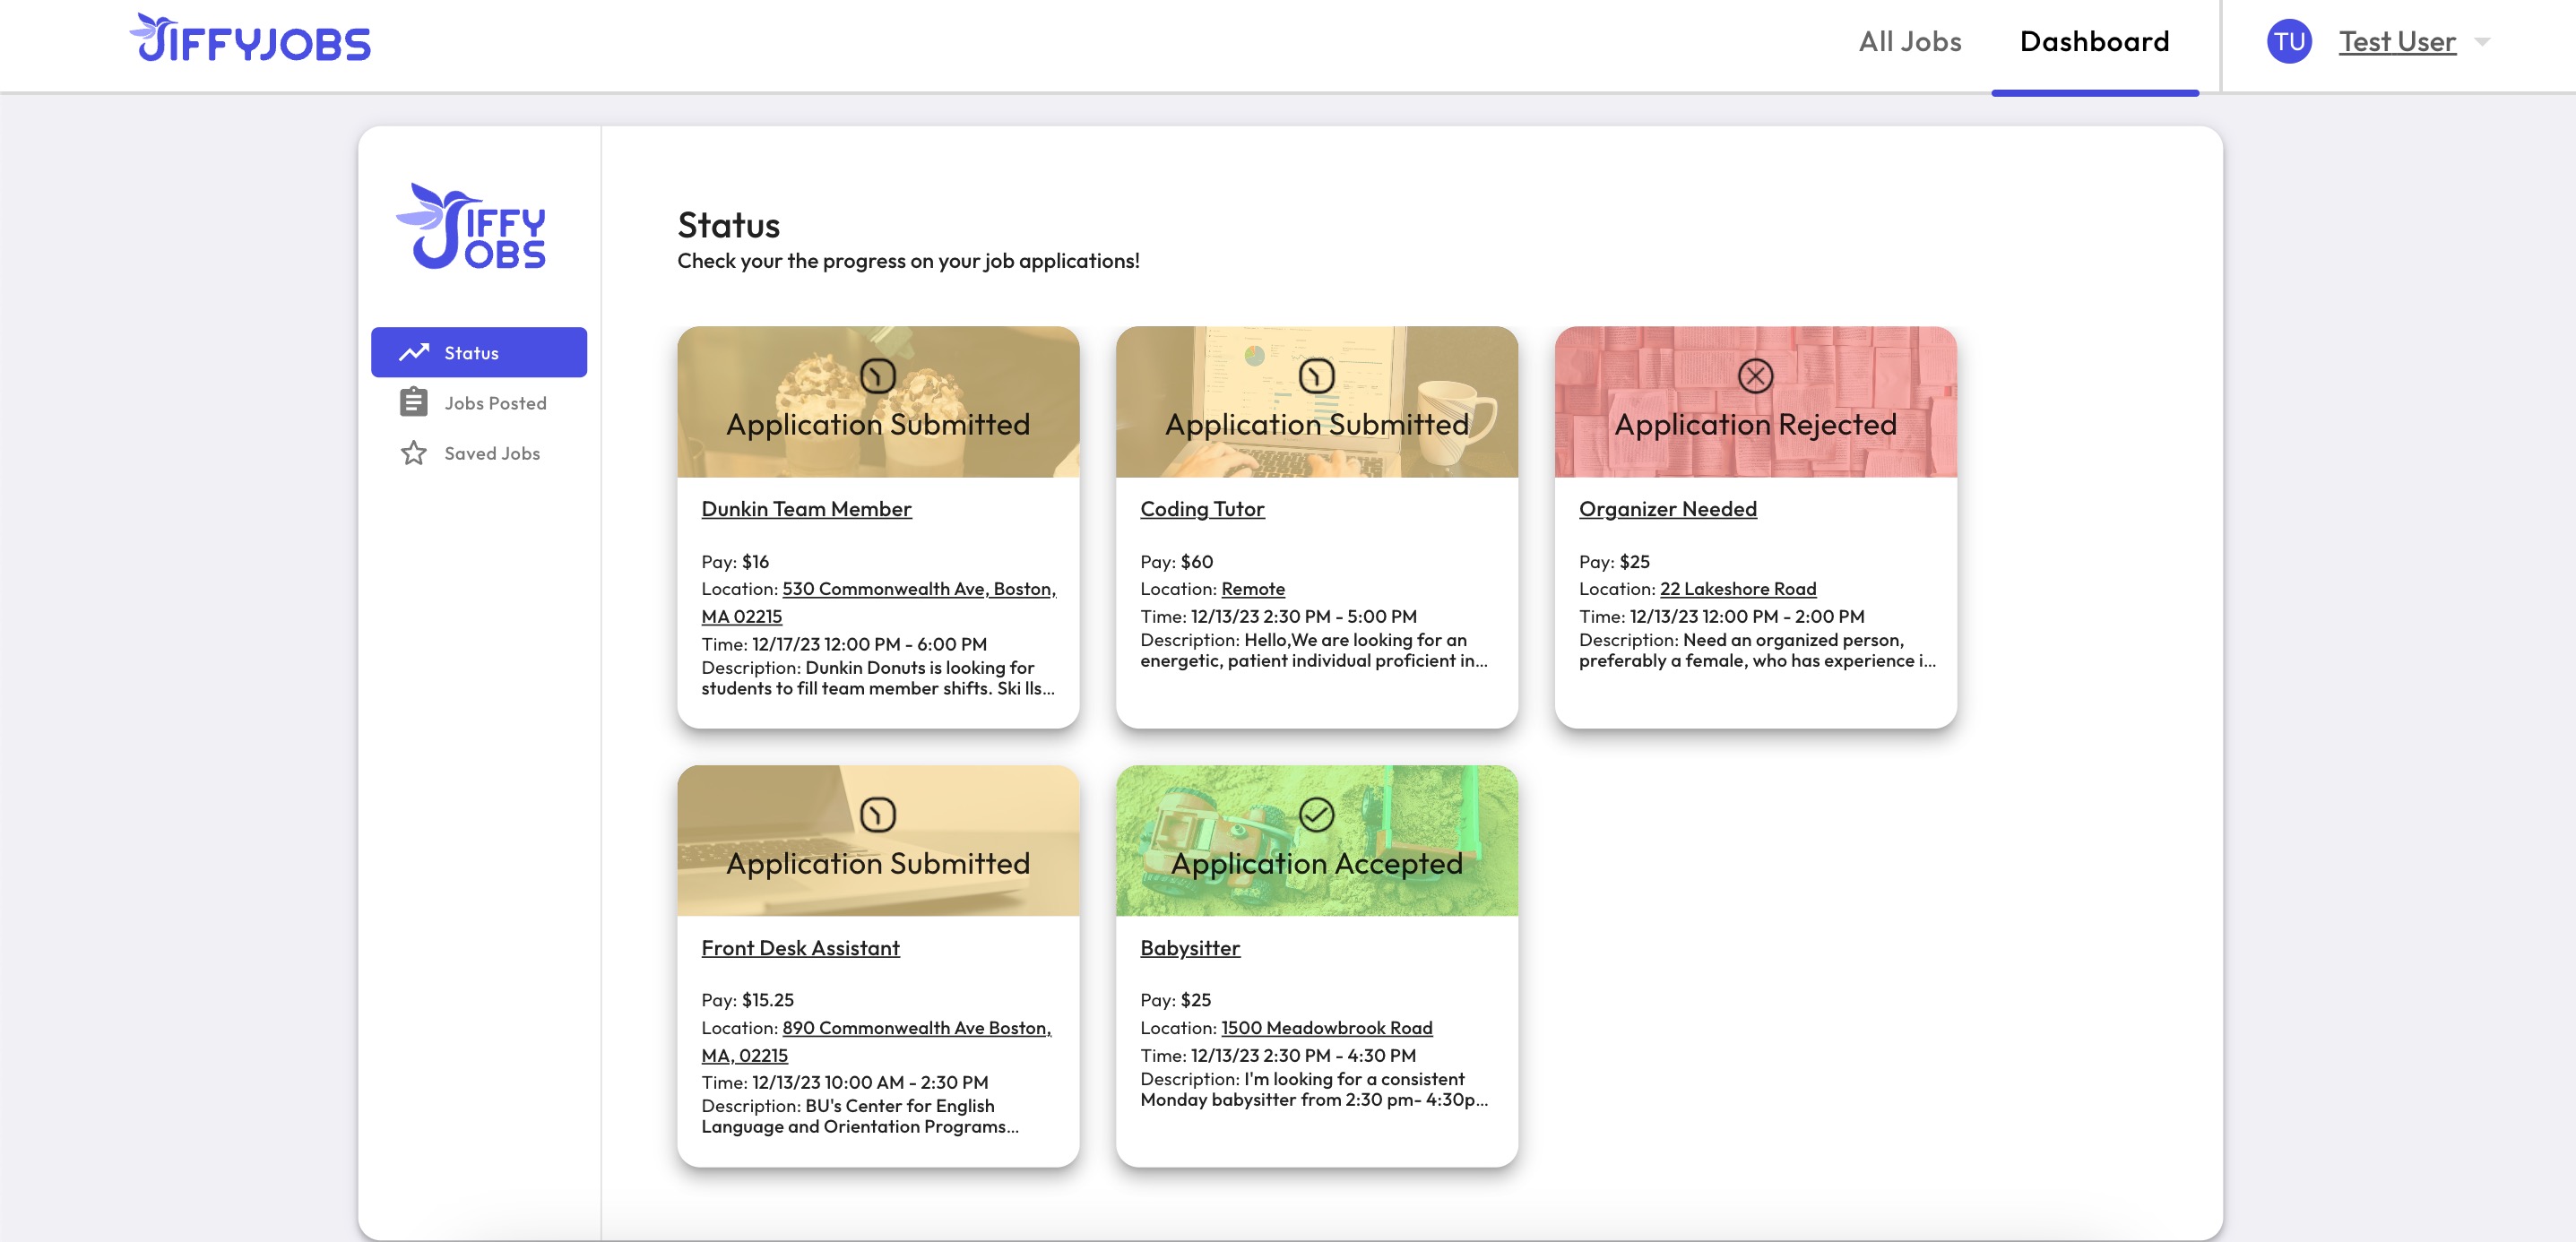 JIFFYJOBS
All Jobs
Dashboard
TU
Test User
JIFFY
JOBS
Status
Jobs Posted
Saved Jobs
Status
Check your the progress on your job applications!
Application Submitted
Dunkin Team Member
Pay: $16
Location: 530 Commonwealth Ave, Boston,
MA 02215
Time: 12/17/23 12:00 PM - 6:00 PM
Description: Dunkin Donuts is looking for
students to fill team member shifts. Ski lls...
Application Submitted
Coding Tutor
Pay: $60
Location: Remote
Time: 12/13/23 2:30 PM - 5:00 PM
Description: Hello,We are looking for an
energetic, patient individual proficient in...
Application Rejected
Organizer Needed
Pay: $25
Location: 22 Lakeshore Road
Time: 12/13/23 12:00 PM - 2:00 PM
Description: Need an organized person,
preferably a female, who has experience i...
Application Submitted
Front Desk Assistant
Pay: $15.25
Location: 890 Commonwealth Ave Boston,
MA, 02215
Time: 12/13/23 10:00 AM - 2:30 PM
Description: BU's Center for English
Language and Orientation Programs...
Application Accepted
Babysitter
Pay: $25
Location: 1500 Meadowbrook Road
Time: 12/13/23 2:30 PM - 4:30 PM
Description: I'm looking for a consistent
Monday babysitter from 2:30 pm- 4:30p...